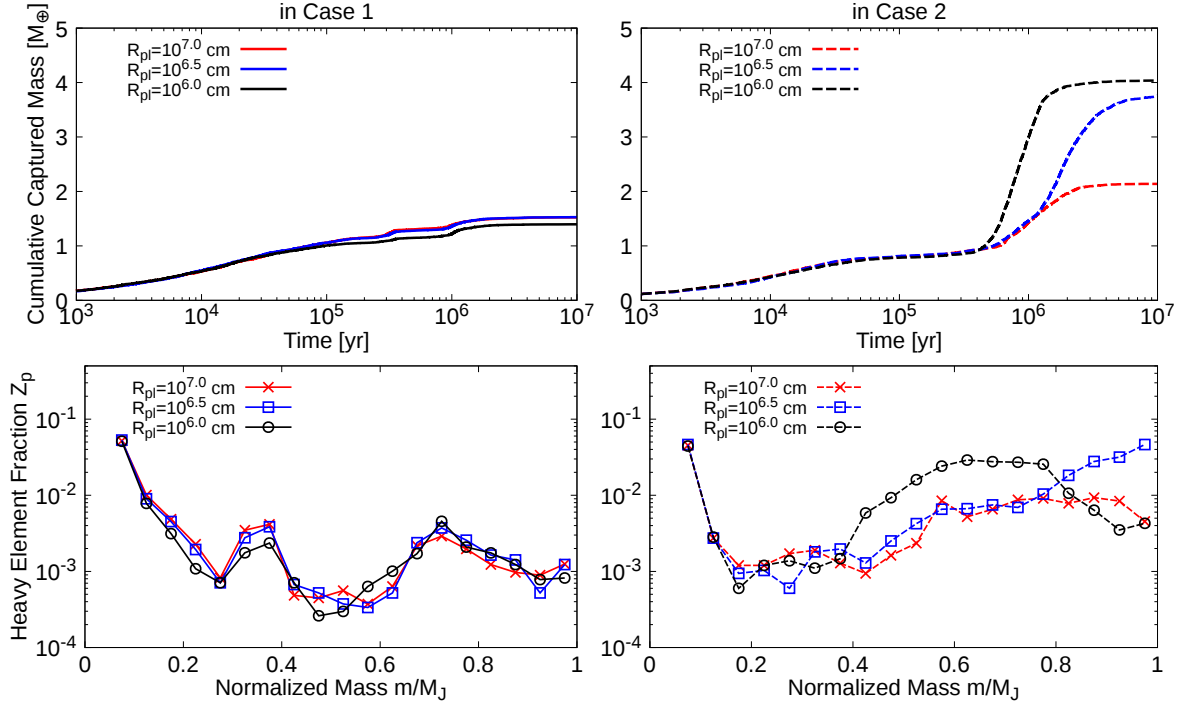 in Case 1
in Case 2
Cumulative Captured Mass [M⊕]
5
4
3
2
1
0
R_pl=10^7.0 cm
R_pl=10^6.5 cm
R_pl=10^6.0 cm
10^3 10^4 10^5 10^6 10^7
Time [yr]
5
4
3
2
1
0
R_pl=10^7.0 cm
R_pl=10^6.5 cm
R_pl=10^6.0 cm
10^3 10^4 10^5 10^6 10^7
Time [yr]
Heavy Element Fraction Z_p
10^-1
10^-2
10^-3
10^-4
R_pl=10^7.0 cm
R_pl=10^6.5 cm
R_pl=10^6.0 cm
0 0.2 0.4 0.6 0.8 1
Normalized Mass m/M_J
10^-1
10^-2
10^-3
10^-4
R_pl=10^7.0 cm
R_pl=10^6.5 cm
R_pl=10^6.0 cm
0 0.2 0.4 0.6 0.8 1
Normalized Mass m/M_J